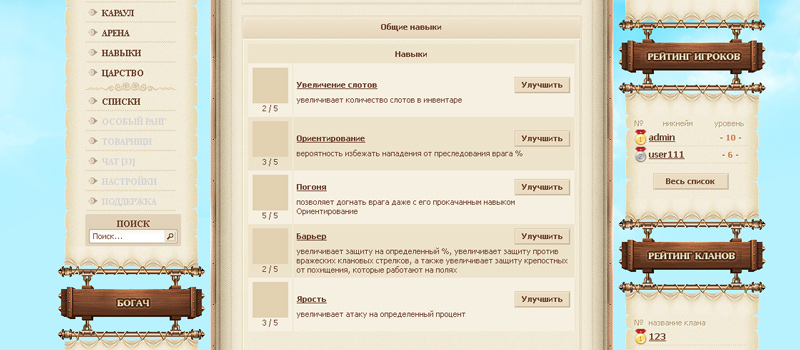 КАРАУЛ
АРЕНА
НАВЫКИ
ЦАРСТВО
СПИСКИ
ОСОБЫЙ РАНГ
ТОВАРИЩИ
ЧАТ [33]
НАСТРОЙКИ
ПОДДЕРЖКА
ПОИСК
Поиск...
БОГАЧ
Общие навыки
Навыки
Увеличение слотов
Улучшить
увеличивает количество слотов в инвентаре
2 / 5
Ориентирование
Улучшить
вероятность избежать нападения от преследования врага %
3 / 5
Погоня
Улучшить
позволяет догнать врага даже с его прокачанным навыком
Ориентирование
5 / 5
Барьер
Улучшить
увеличивает защиту на определенный %, увеличивает защиту против
вражеских клановых стрелков, а также увеличивает защиту крепостных
от похищения, которые работают на полях
2 / 5
Ярость
Улучшить
увеличивает атаку на определенный процент
3 / 5
РЕЙТИНГ ИГРОКОВ
№ никнейм уровень
1 admin - 10 -
2 user111 - 6 -
Весь список
РЕЙТИНГ КЛАНОВ
№ название клана
1 123